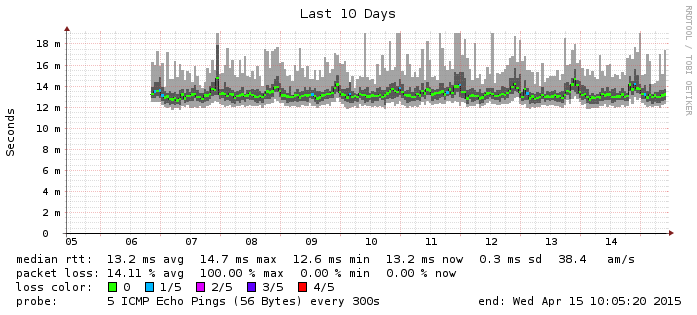 Last 10 Days
RRDTOOL / TOBI OETIKER
Seconds
18 m
16 m
14 m
12 m
10 m
8 m
6 m
4 m
2 m
0
05 06 07 08 09 10 11 12 13 14
median rtt: 13.2 ms avg 14.7 ms max 12.6 ms min 13.2 ms now 0.3 ms sd 38.4 am/s
packet loss: 14.11 % avg 100.00 % max 0.00 % min 0.00 % now
loss color: 0 1/5 2/5 3/5 4/5
probe: 5 ICMP Echo Pings (56 Bytes) every 300s end: Wed Apr 15 10:05:20 2015